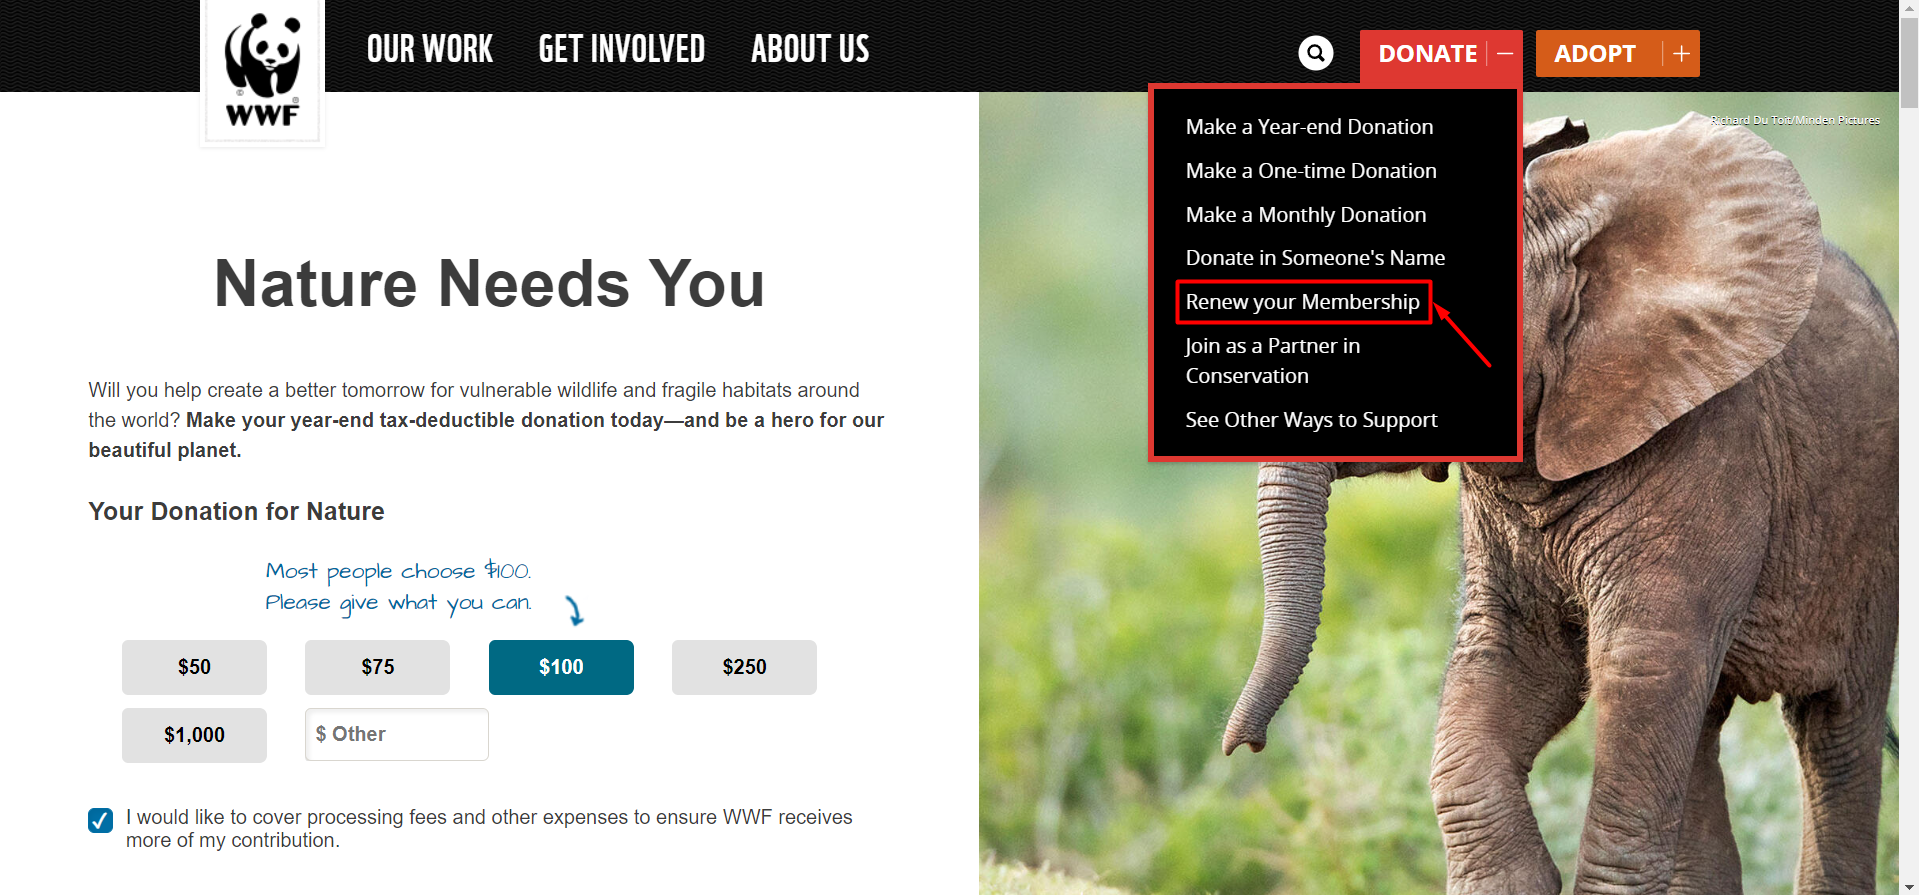 WWF
OUR WORK
GET INVOLVED
ABOUT US
DONATE
ADOPT
Make a Year-end Donation
Make a One-time Donation
Make a Monthly Donation
Donate in Someone's Name
Renew your Membership
Join as a Partner in
Conservation
See Other Ways to Support
Richard Du Toit/Minden Pictures
Nature Needs You
Will you help create a better tomorrow for vulnerable wildlife and fragile habitats around
the world? Make your year-end tax-deductible donation today—and be a hero for our
beautiful planet.
Your Donation for Nature
Most people choose $100.
Please give what you can.
$50
$75
$100
$250
$1,000
$ Other
I would like to cover processing fees and other expenses to ensure WWF receives
more of my contribution.